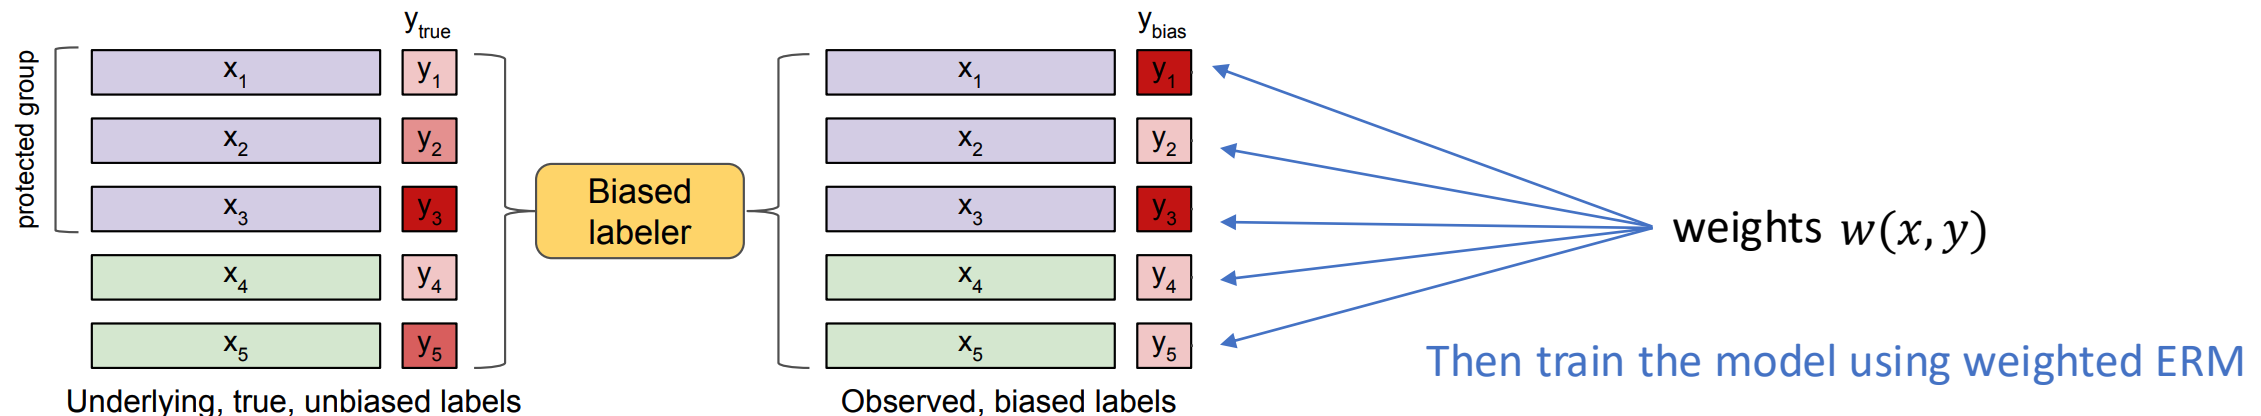 y_true
protected group
x_1 y_1
x_2 y_2
x_3 y_3
x_4 y_4
x_5 y_5
Underlying, true, unbiased labels
Biased
labeler
y_bias
x_1 y_1
x_2 y_2
x_3 y_3
x_4 y_4
x_5 y_5
Observed, biased labels
weights w(x, y)
Then train the model using weighted ERM